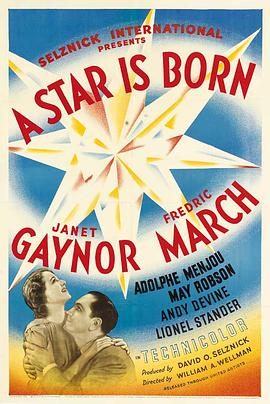 SELZNICK INTERNATIONAL
PRESENTS
A STAR IS BORN
JANET
GAYNOR
FREDRIC
MARCH
ADOLPHE MENJOU
MAY ROBSON
ANDY DEVINE
LIONEL STANDER
IN TECHNICOLOR
Produced by DAVID O. SELZNICK
Directed by WILLIAM A. WELLMAN
RELEASED THROUGH UNITED ARTISTS